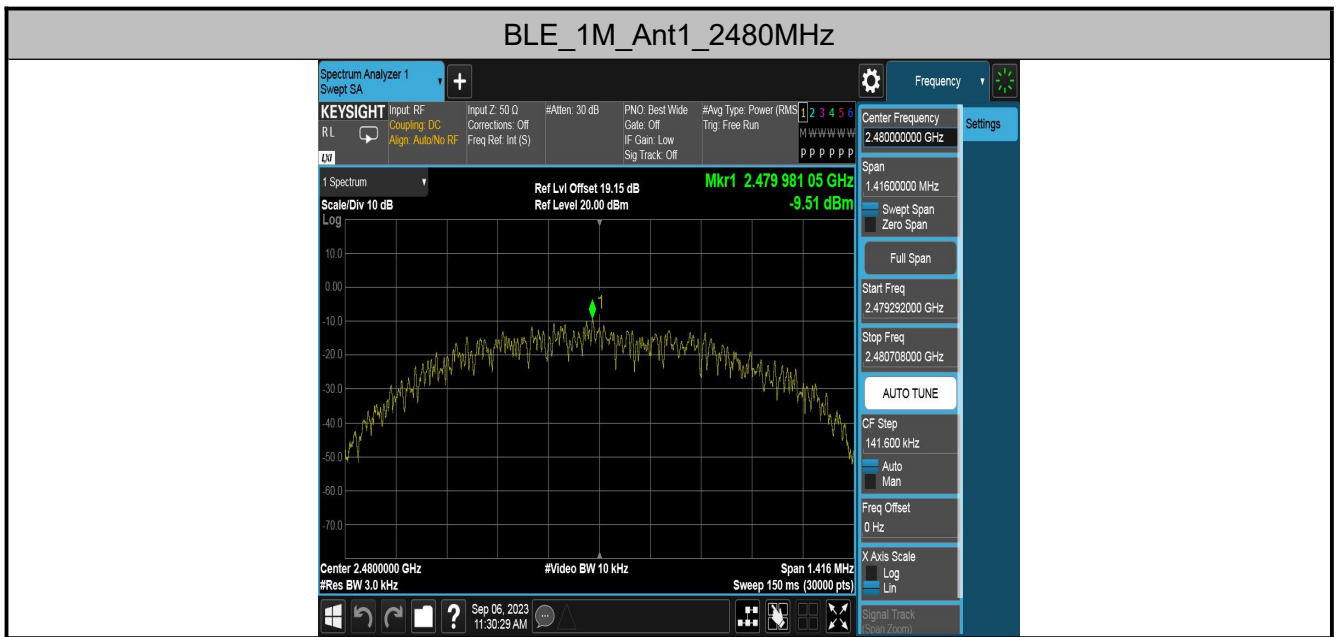 BLE_1M_Ant1_2480MHz
Spectrum Analyzer 1
Swept SA
+
Frequency
KEYSIGHT
RL
LXI
Input: RF
Coupling: DC
Align: Auto/No RF
Input Z: 50 Ω
Corrections: Off
Freq Ref: Int (S)
#Atten: 30 dB
PNO: Best Wide
Gate: Off
IF Gain: Low
Sig Track: Off
#Avg Type: Power (RMS
Trig: Free Run
1 2 3 4 5 6
M W W W W W
P P P P P P
1 Spectrum
Scale/Div 10 dB
Ref Lvl Offset 19.15 dB
Ref Level 20.00 dBm
Mkr1 2.479 981 05 GHz
-9.51 dBm
Log
10.0
0.00
-10.0
-20.0
-30.0
-40.0
-50.0
-60.0
-70.0
1
Center 2.4800000 GHz
#Res BW 3.0 kHz
#Video BW 10 kHz
Span 1.416 MHz
Sweep 150 ms (30000 pts)
Center Frequency
2.480000000 GHz
Settings
Span
1.41600000 MHz
Swept Span
Zero Span
Full Span
Start Freq
2.479292000 GHz
Stop Freq
2.480708000 GHz
AUTO TUNE
CF Step
141.600 kHz
Auto
Man
Freq Offset
0 Hz
X Axis Scale
Log
Lin
Signal Track
(Span Zoom)
?
Sep 06, 2023
11:30:29 AM